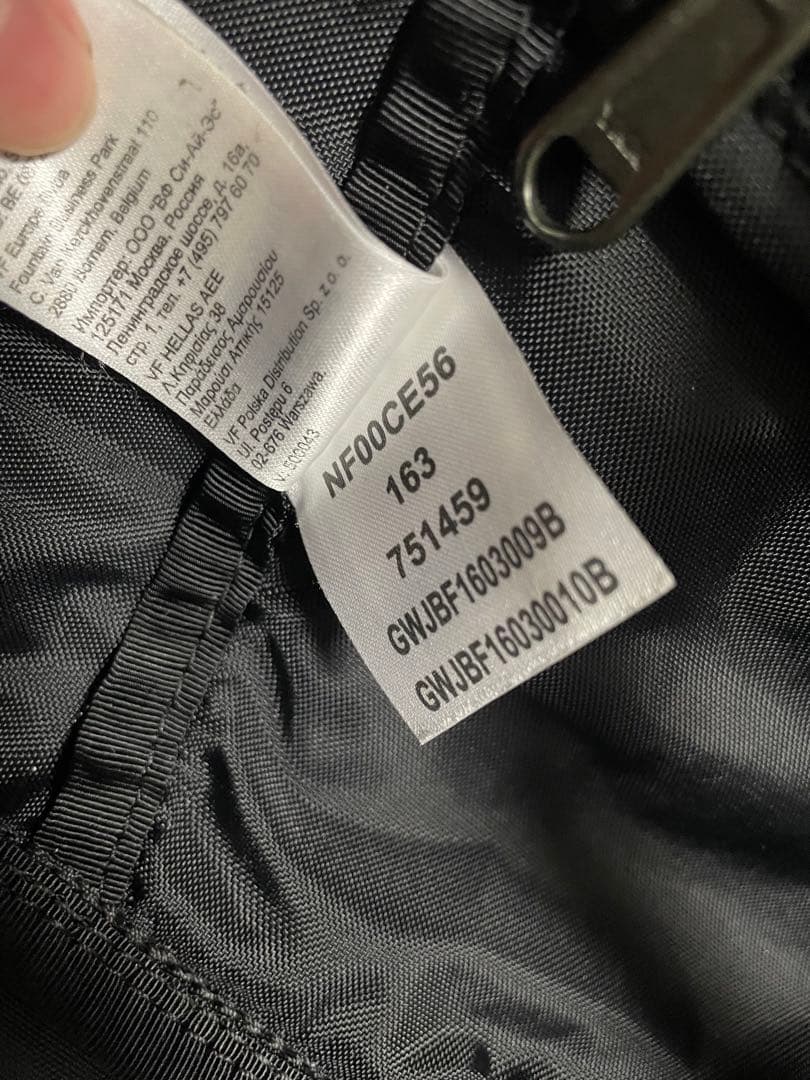 BE
VF Europe bvba
Fountain Business Park
C. Van Kerckhovenstraat 110
2880 Bornem, Belgium
Импортер: ООО "ВФ Си-Ай-Эс"
125171 Москва, Россия
Ленинградское шоссе, д. 16а,
стр. 1, тел. +7 (495) 797 60 70
VF HELLAS AEE
Λ.Κηφισίας 38
Παράδεισος Αμαρουσίου
Μαρούσι Αττικής 15125
Ελλάδα
VF Polska Distribution Sp. z o. o.
Ul. Postępu 6
02-676 Warszawa.
NF00CE56
163
751459
GWJBF1603009B
GWJBF16030010B